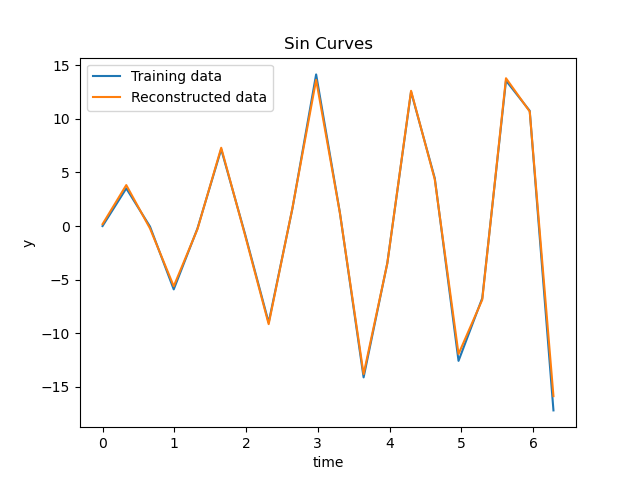 Sin Curves
Training data
Reconstructed data
15
10
5
0
−5
−10
−15
y
0 1 2 3 4 5 6
time